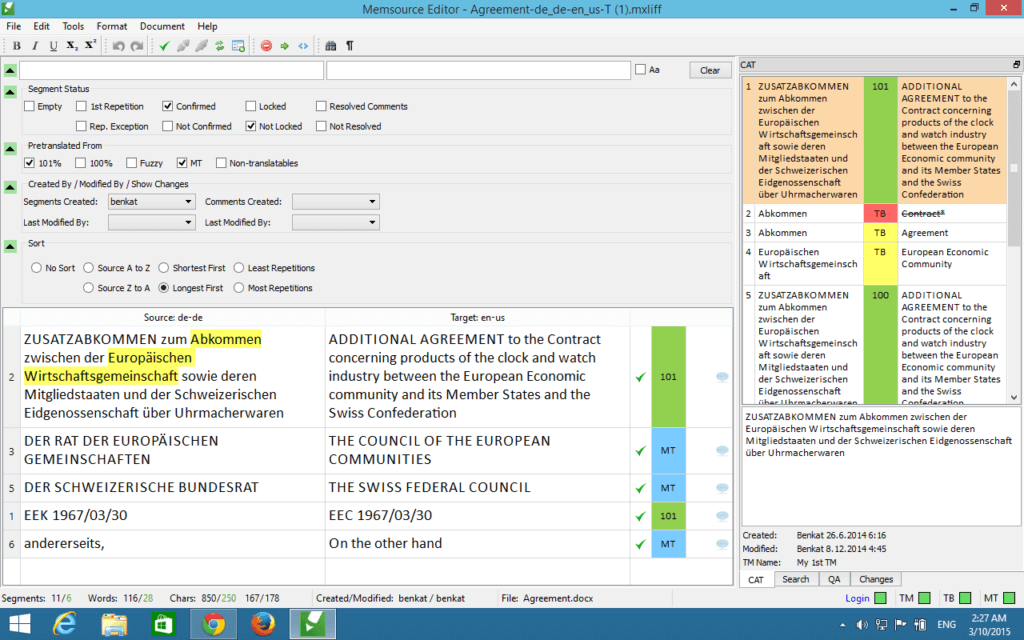 Memsource Editor - Agreement-de_de-en_us-T (1).mxliff
File Edit Tools Format Document Help
B I U X₂ X²
Aa Clear
Segment Status
Empty 1st Repetition Confirmed Locked Resolved Comments
Rep. Exception Not Confirmed Not Locked Not Resolved
Pretranslated From
101% 100% Fuzzy MT Non-translatables
Created By / Modified By / Show Changes
Segments Created: benkat Comments Created:
Last Modified By: Last Modified By:
Sort
No Sort Source A to Z Shortest First Least Repetitions
Source Z to A Longest First Most Repetitions
Source: de-de Target: en-us
2
ZUSATZABKOMMEN zum Abkommen
zwischen der Europäischen
Wirtschaftsgemeinschaft sowie deren
Mitgliedstaaten und der Schweizerischen
Eidgenossenschaft über Uhrmacherwaren
ADDITIONAL AGREEMENT to the Contract
concerning products of the clock and watch
industry between the European Economic
community and its Member States and the
Swiss Confederation
101
3
DER RAT DER EUROPÄISCHEN
GEMEINSCHAFTEN
THE COUNCIL OF THE EUROPEAN
COMMUNITIES
MT
5 DER SCHWEIZERISCHE BUNDESRAT THE SWISS FEDERAL COUNCIL MT
1 EEK 1967/03/30 EEC 1967/03/30 101
6 andererseits, On the other hand MT
CAT
1 ZUSATZABKOMMEN
zum Abkommen
zwischen der
Europäischen
Wirtschaftsgemeinsch
aft sowie deren
Mitgliedstaaten und
der Schweizerischen
Eidgenossenschaft
über Uhrmacherwaren
101
ADDITIONAL
AGREEMENT to the
Contract concerning
products of the clock
and watch industry
between the European
Economic community
and its Member States
and the Swiss
Confederation
2 Abkommen TB Contract*
3 Abkommen TB Agreement
4 Europäischen
Wirtschaftsgemeinsch
aft
TB
European Economic
Community
5 ZUSATZABKOMMEN
zum Abkommen
zwischen der
Europäischen
Wirtschaftsgemeinsch
aft sowie deren
Mitgliedstaaten und
der Schweizerischen
Eidgenossenschaft
über Uhrmacherwaren
100
ADDITIONAL
AGREEMENT to the
Contract concerning
products of the clock
and watch industry
between the European
Economic community
and its Member States
and the Swiss
Confederation
ZUSATZABKOMMEN zum Abkommen zwischen der
Europäischen Wirtschaftsgemeinschaft sowie deren
Mitgliedstaaten und der Schweizerischen Eidgenossenschaft
über Uhrmacherwaren
Created: Benkat 26.6.2014 6:16
Modified: Benkat 8.12.2014 4:45
TM Name: My 1st TM
CAT Search QA Changes
Segments: 11/6 Words: 116/28 Chars: 850/250 167/178 Created/Modified: benkat / benkat File: Agreement.docx Login TM TB MT
ENG
2:27 AM
3/10/2015